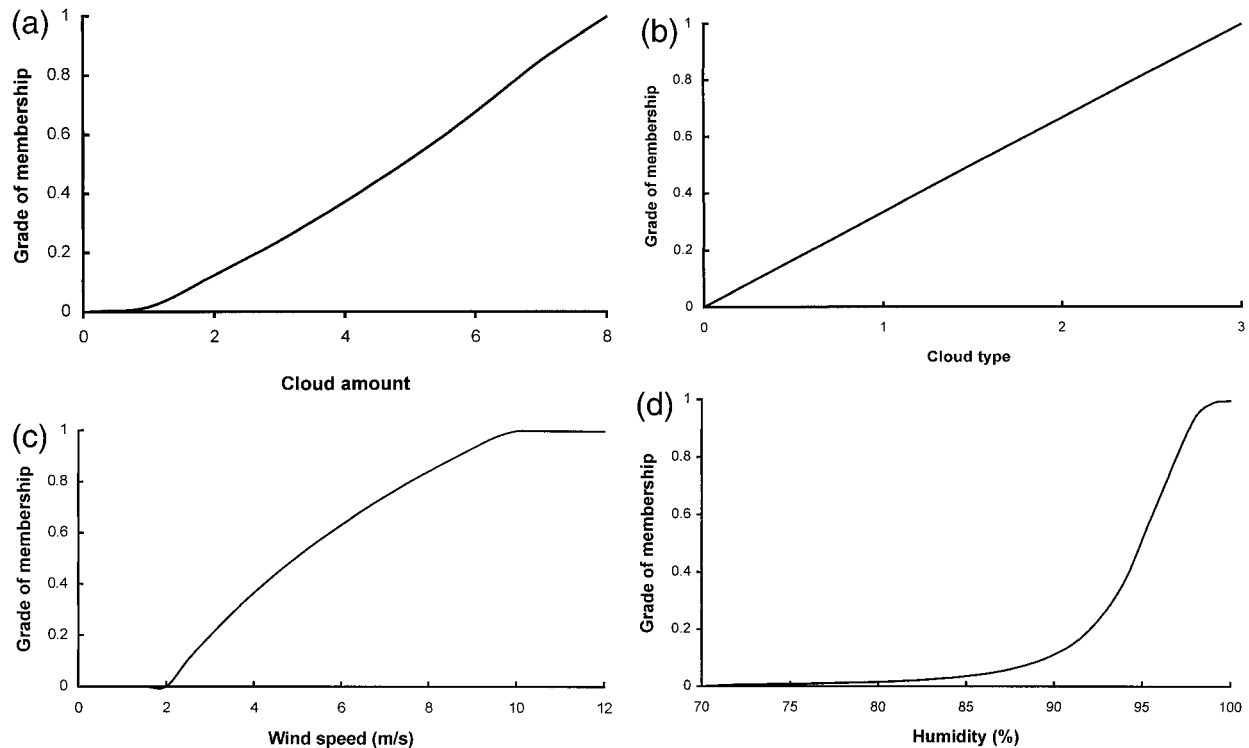 (a)
Grade of membership
1
0.8
0.6
0.4
0.2
0
0 2 4 6 8
Cloud amount
(b)
Grade of membership
1
0.8
0.6
0.4
0.2
0
0 1 2 3
Cloud type
(c)
Grade of membership
1
0.8
0.6
0.4
0.2
0
0 2 4 6 8 10 12
Wind speed (m/s)
(d)
Grade of membership
1
0.8
0.6
0.4
0.2
0
70 75 80 85 90 95 100
Humidity (%)